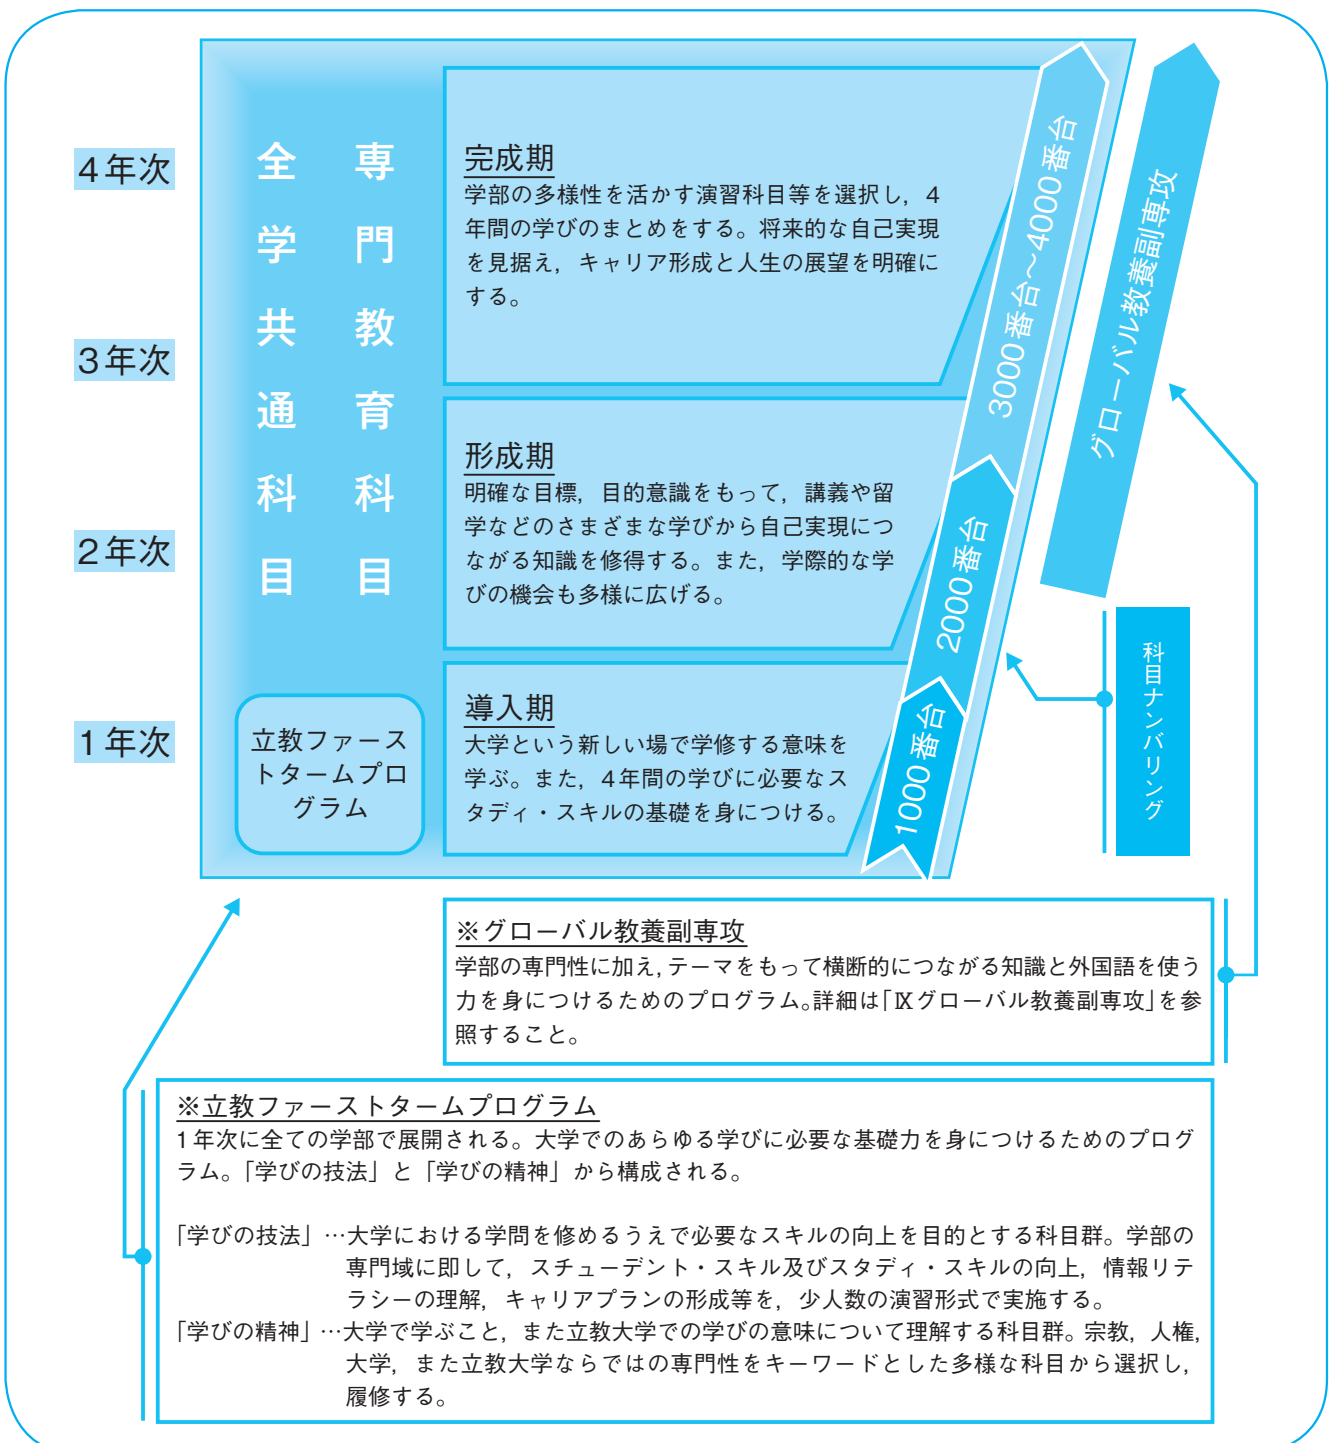 4年次
3年次
2年次
1年次
全学共通科目
専門教育科目
立教ファース
トタームプロ
グラム
完成期
学部の多様性を活かす演習科目等を選択し，4
年間の学びのまとめをする。将来的な自己実現
を見据え，キャリア形成と人生の展望を明確に
する。
形成期
明確な目標，目的意識をもって，講義や留
学などのさまざまな学びから自己実現につ
ながる知識を修得する。また，学際的な学
びの機会も多様に広げる。
導入期
大学という新しい場で学修する意味を
学ぶ。また，4年間の学びに必要なス
タディ・スキルの基礎を身につける。
3000番台～4000番台
2000番台
1000番台
グローバル教養副専攻
科目ナンバリング
※グローバル教養副専攻
学部の専門性に加え，テーマをもって横断的につながる知識と外国語を使う
力を身につけるためのプログラム。詳細は「Ⅸグローバル教養副専攻」を参
照すること。
※立教ファーストタームプログラム
1年次に全ての学部で展開される。大学でのあらゆる学びに必要な基礎力を身につけるためのプログ
ラム。「学びの技法」と「学びの精神」から構成される。
「学びの技法」…大学における学問を修めるうえで必要なスキルの向上を目的とする科目群。学部の
専門域に即して，スチューデント・スキル及びスタディ・スキルの向上，情報リテ
ラシーの理解，キャリアプランの形成等を，少人数の演習形式で実施する。
「学びの精神」…大学で学ぶこと，また立教大学での学びの意味について理解する科目群。宗教，人権，
大学，また立教大学ならではの専門性をキーワードとした多様な科目から選択し，
履修する。